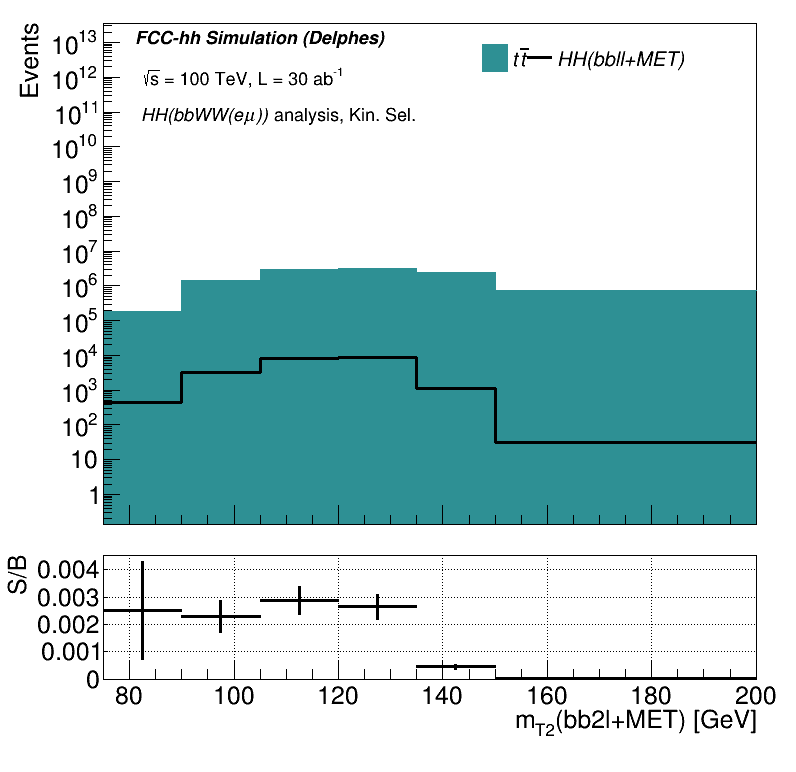 FCC-hh Simulation (Delphes)
√s = 100 TeV, L = 30 ab⁻¹
HH(bbWW(eμ)) analysis, Kin. Sel.
tt̅ HH(bbll+MET)
Events
10¹³
10¹²
10¹¹
10¹⁰
10⁹
10⁸
10⁷
10⁶
10⁵
10⁴
10³
10²
10
1
S/B
0.004
0.003
0.002
0.001
0
80 100 120 140 160 180 200
m_T2(bb2l+MET) [GeV]